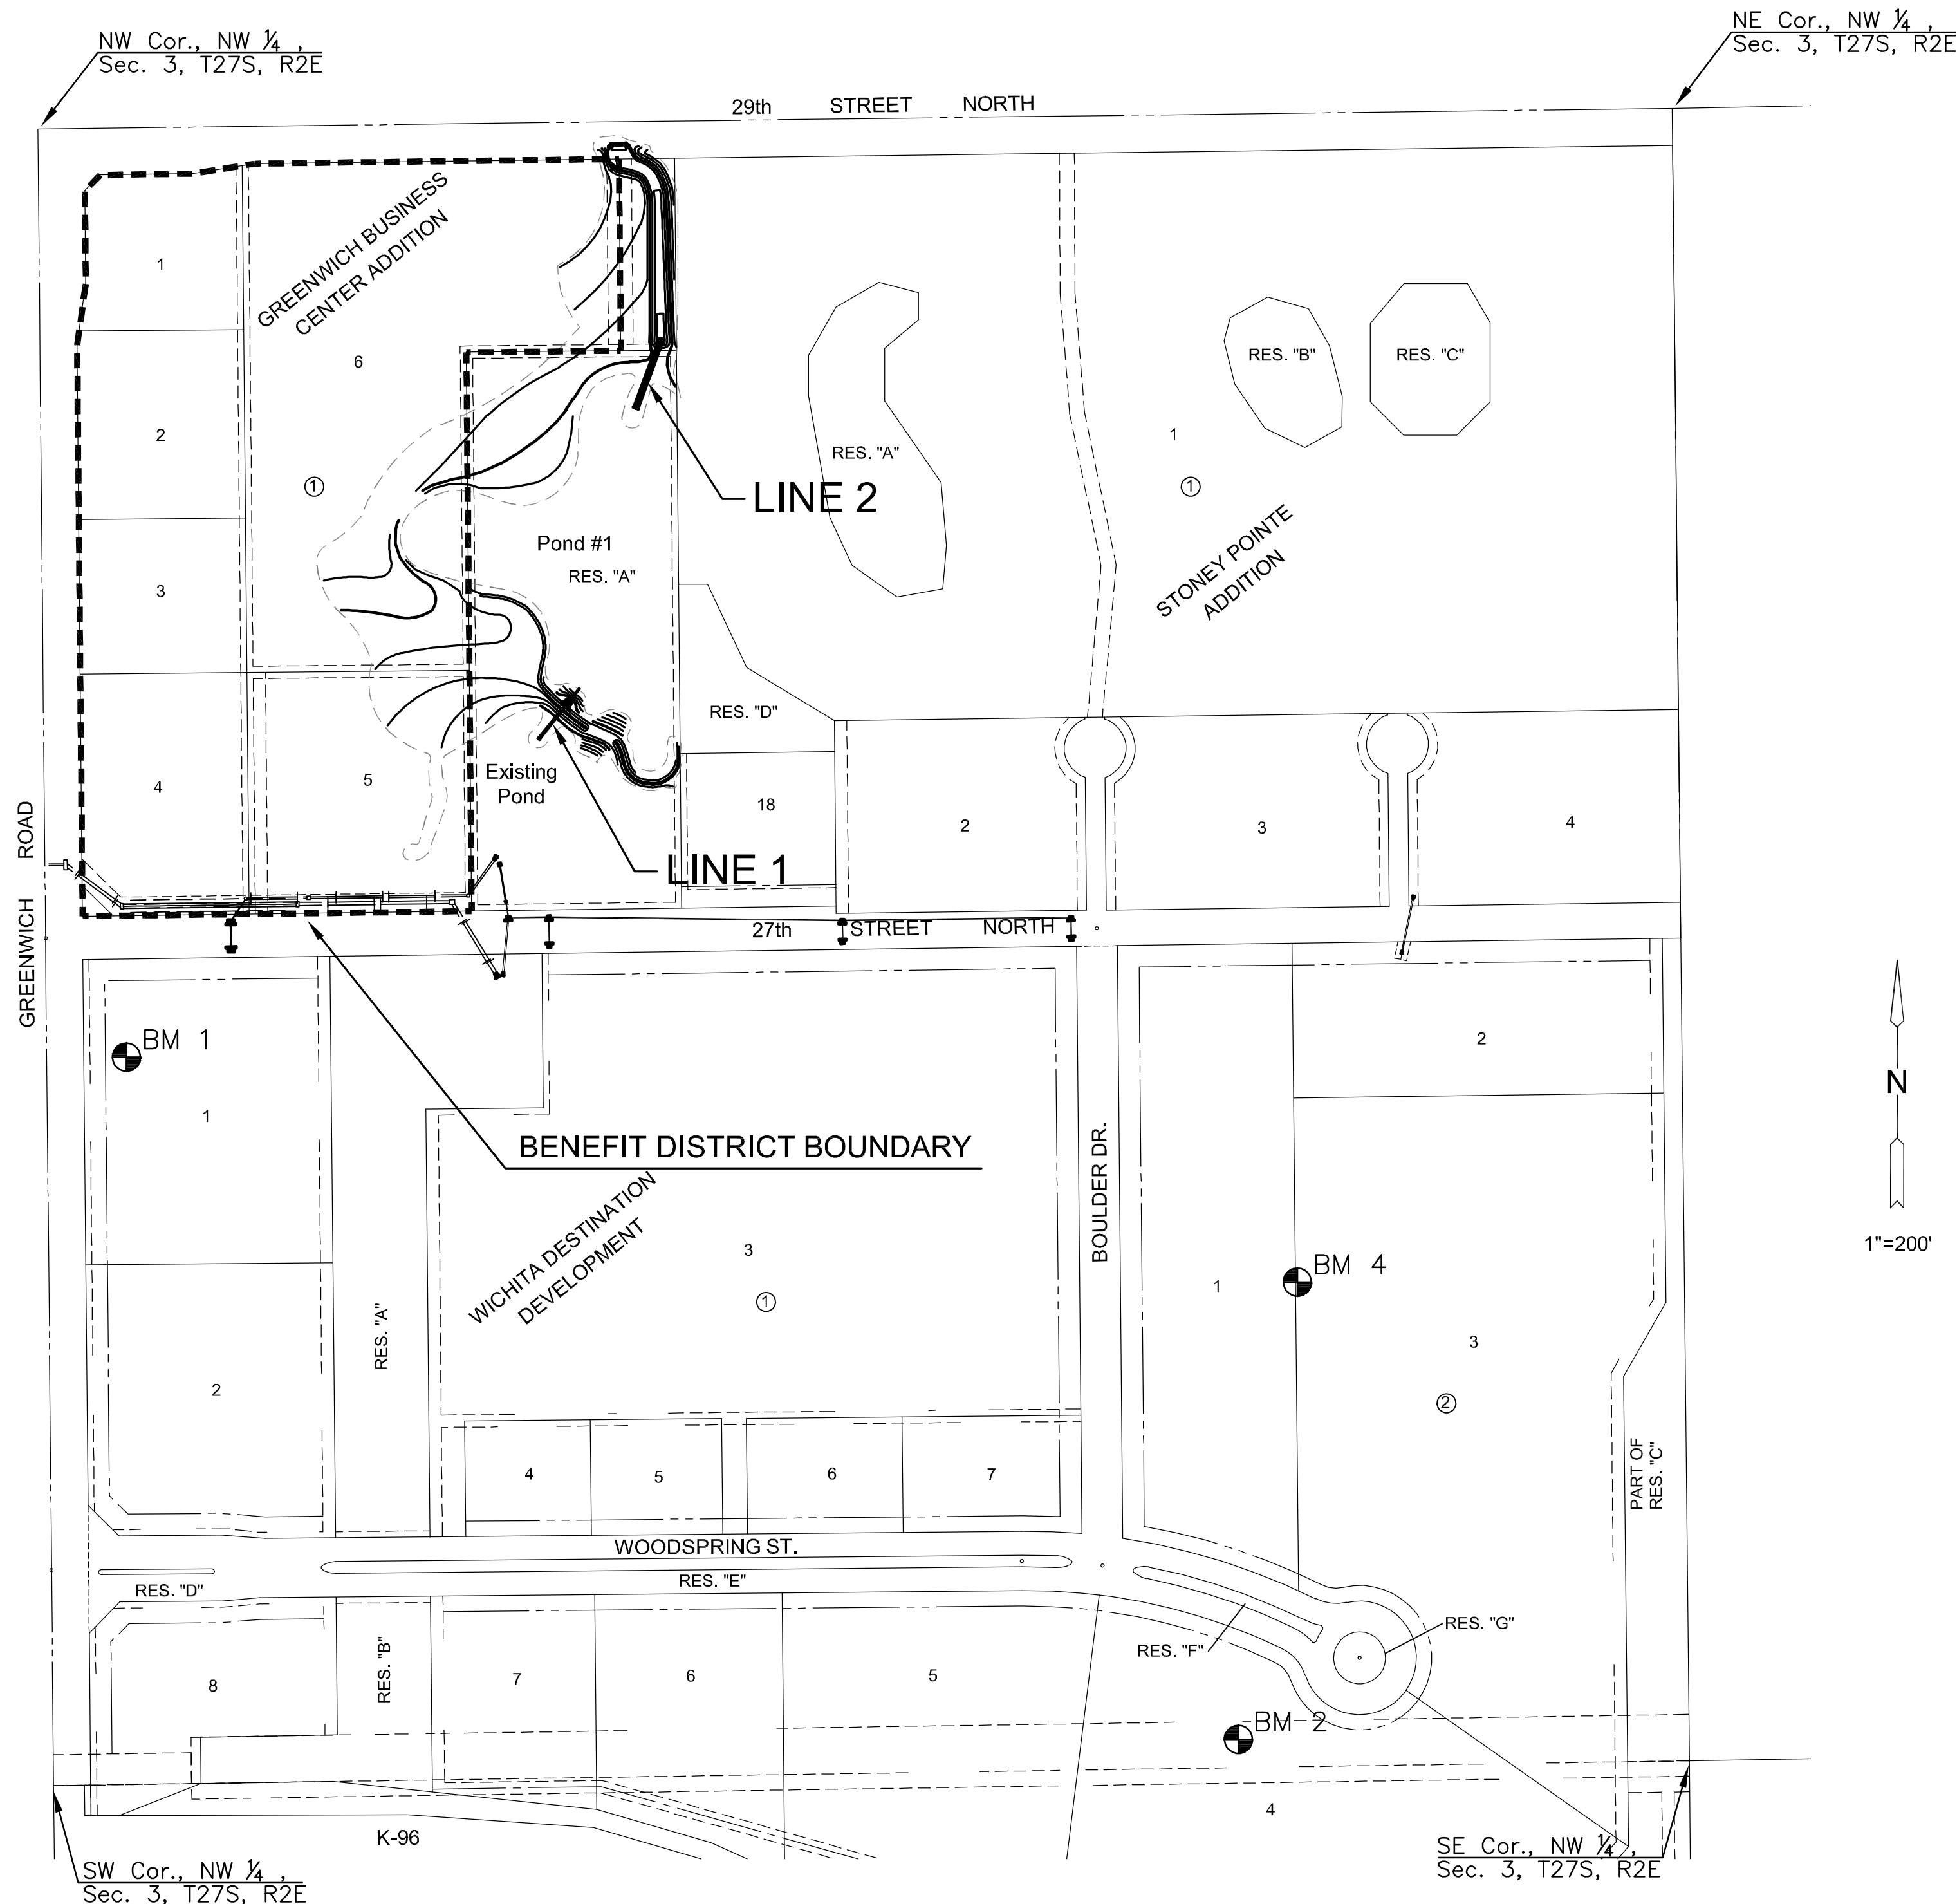 NW Cor., NW ¼ ,
Sec. 3, T27S, R2E
NE Cor., NW ¼ ,
Sec. 3, T27S, R2E
29th STREET NORTH
GREENWICH BUSINESS
CENTER ADDITION
1
6
2
1
3
4
5
LINE 2
Pond #1
RES. "A"
Existing
Pond
LINE 1
RES. "A"
RES. "B"
RES. "C"
1
1
STONEY POINTE
ADDITION
RES. "D"
18
2
3
4
GREENWICH ROAD
27th STREET NORTH
BM 1
1
BENEFIT DISTRICT BOUNDARY
WICHITA DESTINATION
DEVELOPMENT
3
1
2
RES. "A"
BOULDER DR.
2
1
BM 4
3
2
PART OF
RES. "C"
N
1"=200'
4
5
6
7
WOODSPRING ST.
RES. "D"
RES. "E"
RES. "F"
RES. "G"
8
RES. "B"
7
6
5
BM 2
4
K-96
SW Cor., NW ¼ ,
Sec. 3, T27S, R2E
SE Cor., NW ¼ ,
Sec. 3, T27S, R2E